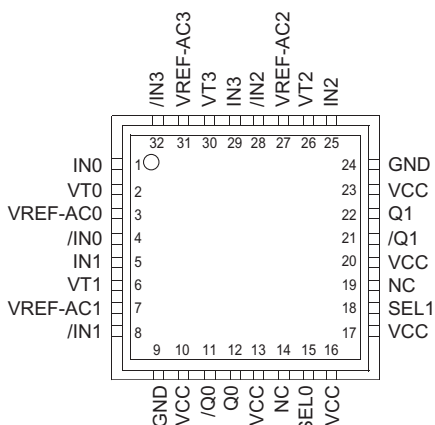 /IN3
VREF-AC3
VT3
IN3
/IN2
VREF-AC2
VT2
IN2
32 31 30 29 28 27 26 25
IN0 1
VT0 2
VREF-AC0 3
/IN0 4
IN1 5
VT1 6
VREF-AC1 7
/IN1 8
24 GND
23 VCC
22 Q1
21 /Q1
20 VCC
19 NC
18 SEL1
17 VCC
9 10 11 12 13 14 15 16
GND
VCC
/Q0
Q0
VCC
NC
SEL0
VCC